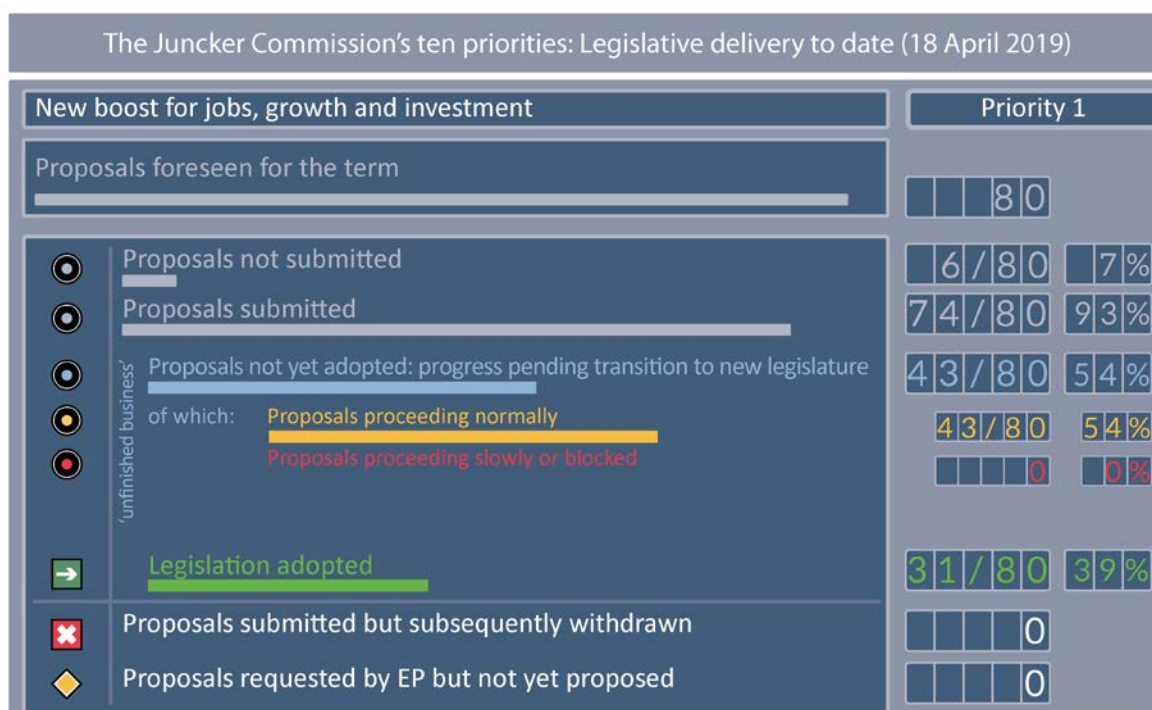 The Juncker Commission's ten priorities: Legislative delivery to date (18 April 2019)
New boost for jobs, growth and investment
Priority 1
Proposals foreseen for the term
80
Proposals not submitted
6/80 7%
Proposals submitted
74/80 93%
'unfinished business'
Proposals not yet adopted: progress pending transition to new legislature
43/80 54%
of which: Proposals proceeding normally
43/80 54%
Proposals proceeding slowly or blocked
0 0%
Legislation adopted
31/80 39%
Proposals submitted but subsequently withdrawn
0
Proposals requested by EP but not yet proposed
0